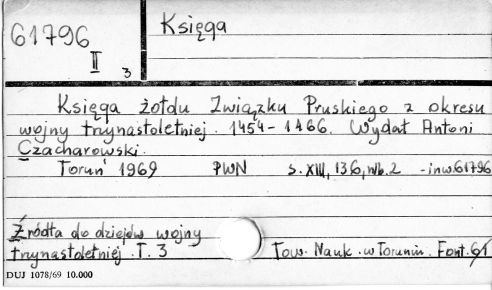 61796
II
3
Księga
Księga żołdu Związku Pruskiego z okresu
wojny trzynastoletniej. 1454-1466. Wydał Antoni
Czacharowski.
Toruń 1969 PWN s. XIII, 136, nlb. 2 - inw. 61796
Źródła do dziejów wojny
trzynastoletniej. T. 3
Tow. Nauk. w Toruniu. Font. 61
DUJ 1078/69 10.000